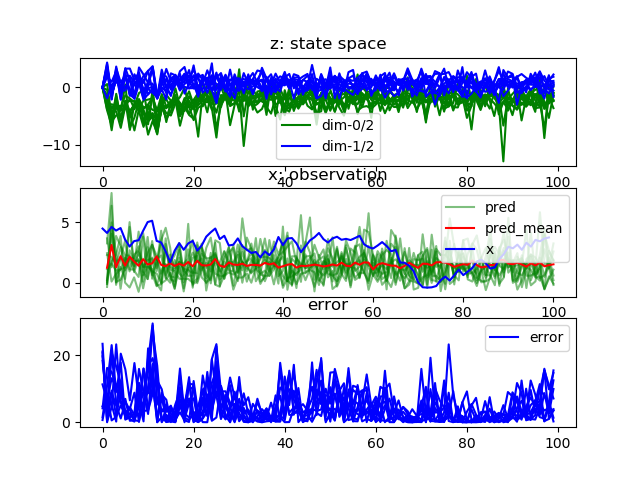 z: state space
0
−10
dim-0/2
dim-1/2
0 20 40 60 80 100
x: observation
5
0
pred
pred_mean
x
0 20 40 60 80 100
error
20
0
error
0 20 40 60 80 100